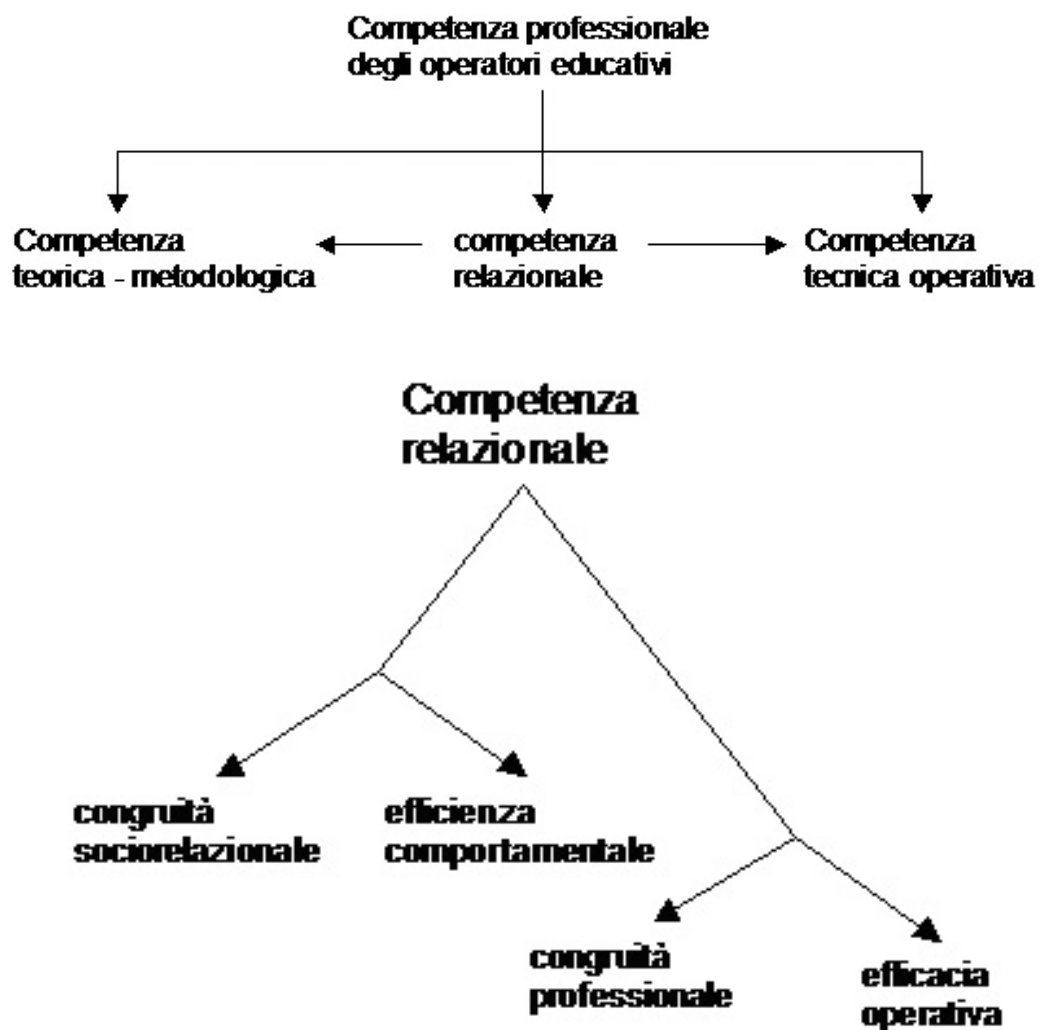 Competenza professionale
degli operatori educativi
Competenza
teorica - metodologica
competenza
relazionale
Competenza
tecnica operativa
Competenza
relazionale
congruità
sociorelazionale
efficienza
comportamentale
congruità
professionale
efficacia
operativa